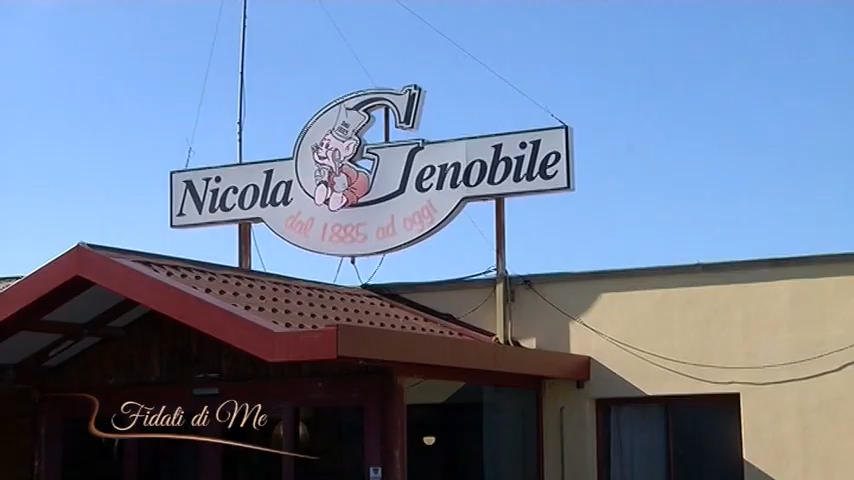 Nicola Genobile
dal 1885 ad oggi
Fidati di Me